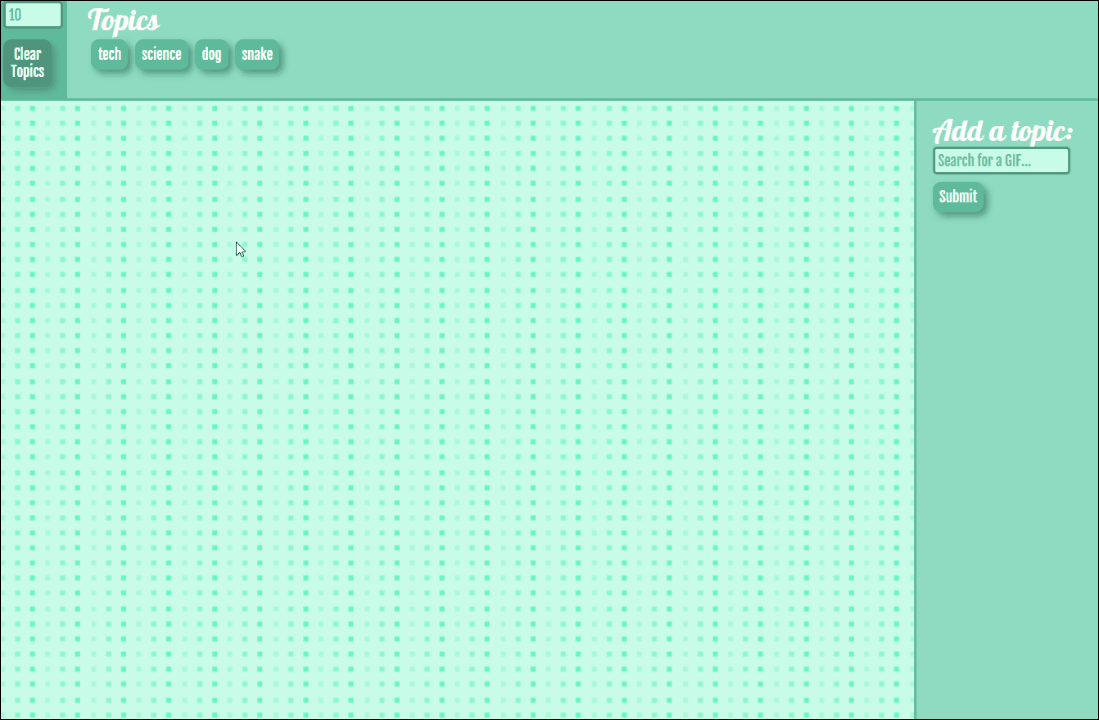 10
Clear
Topics
Topics
tech science dog snake
Add a topic:
Search for a GIF...
Submit